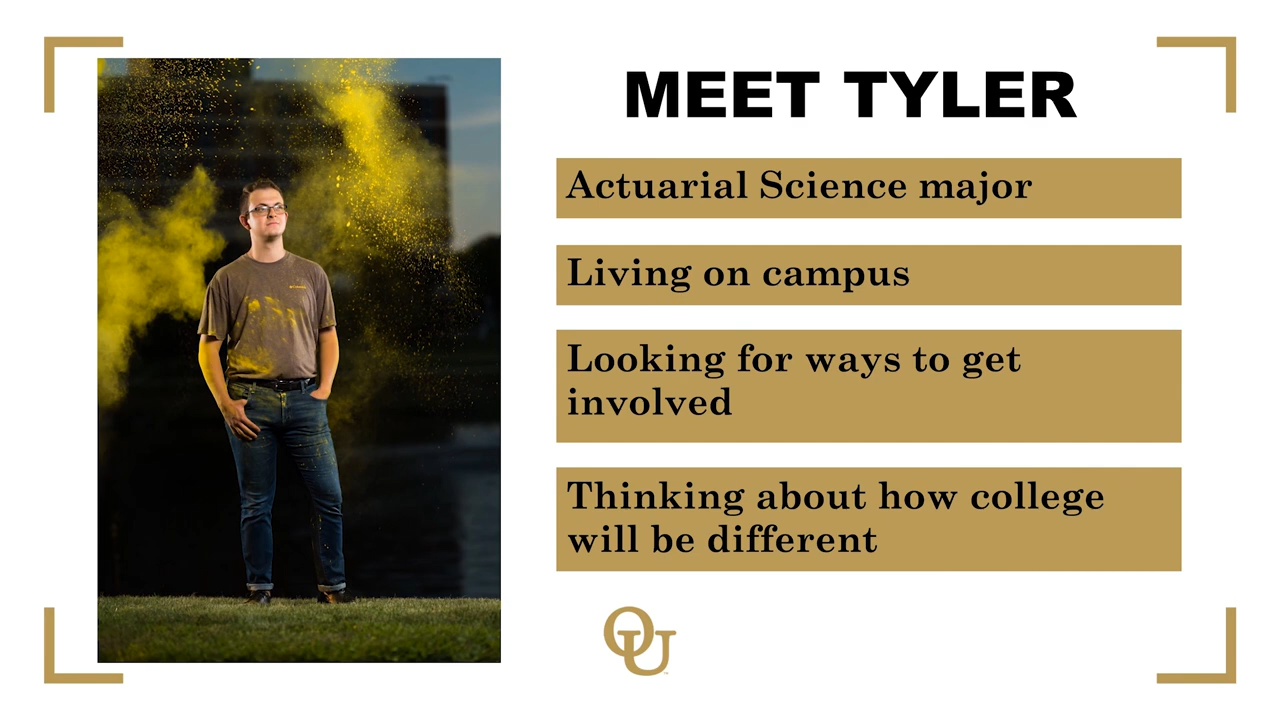 MEET TYLER
Actuarial Science major
Living on campus
Looking for ways to get
involved
Thinking about how college
will be different
OU